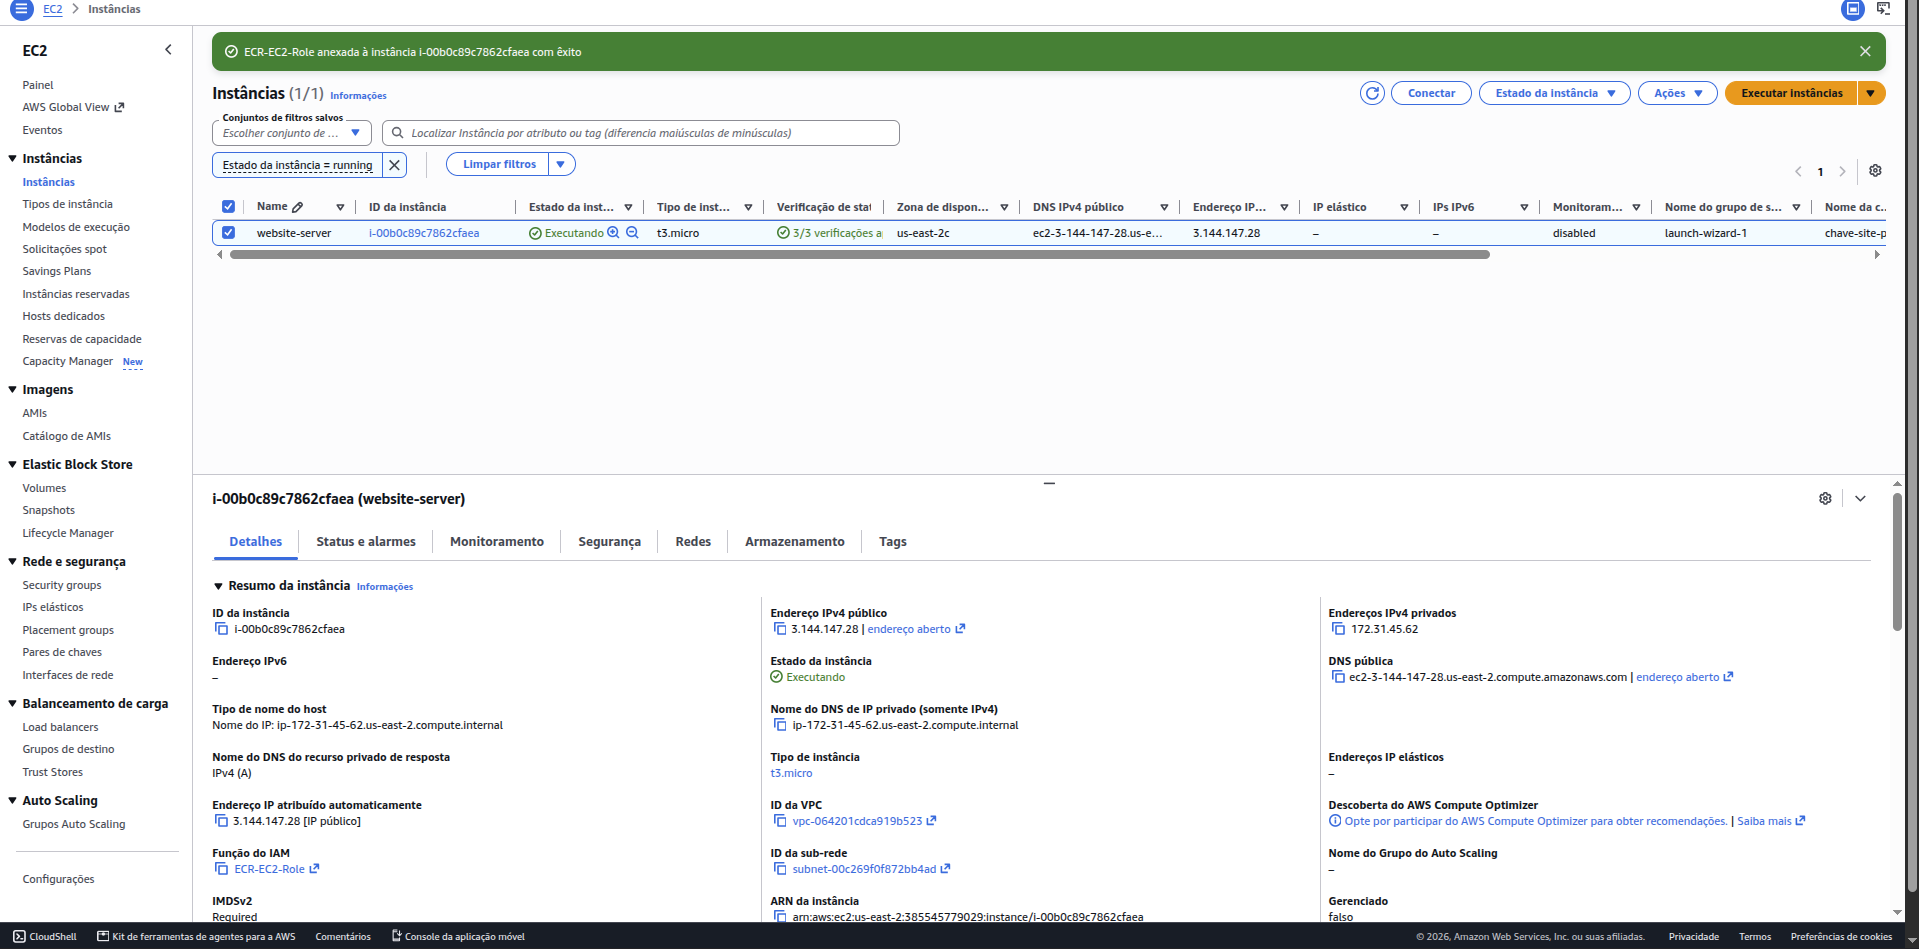 EC2 > Instâncias
EC2
Painel
AWS Global View
Eventos
Instâncias
Instâncias
Tipos de instância
Modelos de execução
Solicitações spot
Savings Plans
Instâncias reservadas
Hosts dedicados
Reservas de capacidade
Capacity Manager New
Imagens
AMIs
Catálogo de AMIs
Elastic Block Store
Volumes
Snapshots
Lifecycle Manager
Rede e segurança
Security groups
IPs elásticos
Placement groups
Pares de chaves
Interfaces de rede
Balanceamento de carga
Load balancers
Grupos de destino
Trust Stores
Auto Scaling
Grupos Auto Scaling
Configurações
ECR-EC2-Role anexada à instância i-00b0c89c7862cfaea com êxito
Instâncias (1/1) Informações
Conectar
Estado da instância
Ações
Executar instâncias
Conjuntos de filtros salvos
Escolher conjunto de ...
Localizar Instância por atributo ou tag (diferencia maiúsculas de minúsculas)
Estado da instância = running
Limpar filtros
1
Name ID da instância Estado da inst... Tipo de inst... Verificação de stat Zona de dispon... DNS IPv4 público Endereço IP... IP elástico IPs IPv6 Monitoram... Nome do grupo de s... Nome da c...
website-server i-00b0c89c7862cfaea Executando t3.micro 3/3 verificações a us-east-2c ec2-3-144-147-28.us-e... 3.144.147.28 – – disabled launch-wizard-1 chave-site-p
i-00b0c89c7862cfaea (website-server)
Detalhes Status e alarmes Monitoramento Segurança Redes Armazenamento Tags
Resumo da instância Informações
ID da instância
i-00b0c89c7862cfaea
Endereço IPv4 público
3.144.147.28 | endereço aberto
Endereços IPv4 privados
172.31.45.62
Endereço IPv6
–
Estado da instância
Executando
DNS pública
ec2-3-144-147-28.us-east-2.compute.amazonaws.com | endereço aberto
Tipo de nome do host
Nome do IP: ip-172-31-45-62.us-east-2.compute.internal
Nome do DNS de IP privado (somente IPv4)
ip-172-31-45-62.us-east-2.compute.internal
Nome do DNS do recurso privado de resposta
IPv4 (A)
Tipo de instância
t3.micro
Endereços IP elásticos
–
Endereço IP atribuído automaticamente
3.144.147.28 [IP público]
ID da VPC
vpc-064201cdca919b523
Descoberta do AWS Compute Optimizer
Opte por participar do AWS Compute Optimizer para obter recomendações. | Saiba mais
Função do IAM
ECR-EC2-Role
ID da sub-rede
subnet-00c269f0f872bb4ad
Nome do Grupo do Auto Scaling
–
IMDSv2
Required
ARN da instância
arn:aws:ec2:us-east-2:385545779029:instance/i-00b0c89c7862cfaea
Gerenciado
falso
CloudShell Kit de ferramentas de agentes para a AWS Comentários Console da aplicação móvel © 2026, Amazon Web Services, Inc. ou suas afiliadas. Privacidade Termos Preferências de cookies